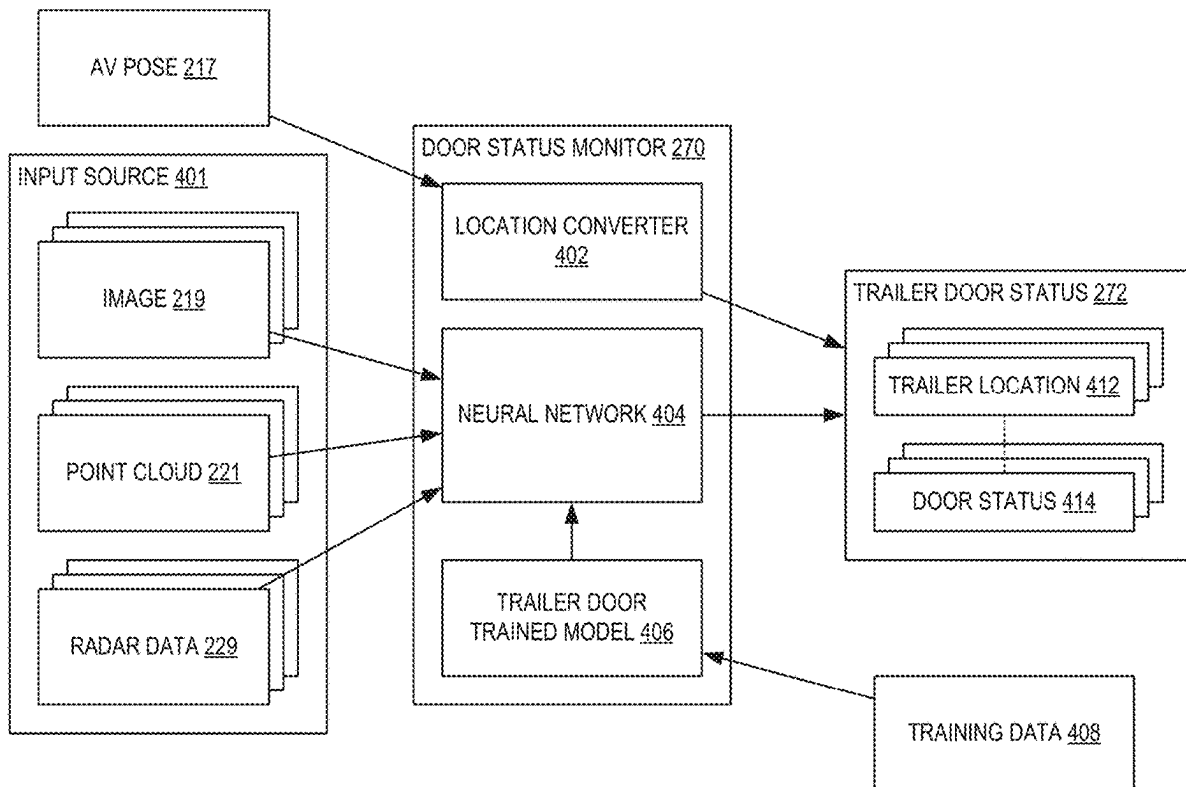 AV POSE 217
INPUT SOURCE 401
IMAGE 219
POINT CLOUD 221
RADAR DATA 229
DOOR STATUS MONITOR 270
LOCATION CONVERTER
402
NEURAL NETWORK 404
TRAILER DOOR
TRAINED MODEL 406
TRAILER DOOR STATUS 272
TRAILER LOCATION 412
DOOR STATUS 414
TRAINING DATA 408